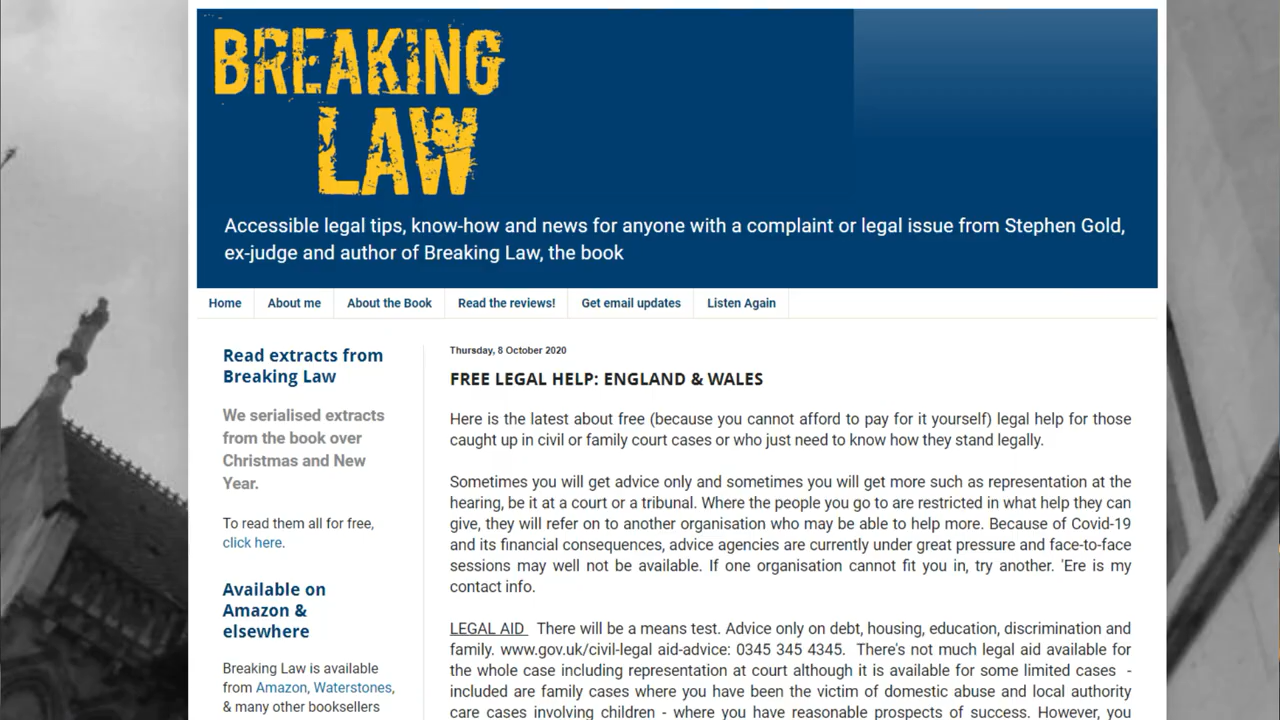 BREAKING
LAW
Accessible legal tips, know-how and news for anyone with a complaint or legal issue from Stephen Gold,
ex-judge and author of Breaking Law, the book
Home About me About the Book Read the reviews! Get email updates Listen Again
Read extracts from
Breaking Law
We serialised extracts
from the book over
Christmas and New
Year.
To read them all for free,
click here.
Available on
Amazon &
elsewhere
Breaking Law is available
from Amazon, Waterstones,
& many other booksellers
Thursday, 8 October 2020
FREE LEGAL HELP: ENGLAND & WALES
Here is the latest about free (because you cannot afford to pay for it yourself) legal help for those
caught up in civil or family court cases or who just need to know how they stand legally.
Sometimes you will get advice only and sometimes you will get more such as representation at the
hearing, be it at a court or a tribunal. Where the people you go to are restricted in what help they can
give, they will refer on to another organisation who may be able to help more. Because of Covid-19
and its financial consequences, advice agencies are currently under great pressure and face-to-face
sessions may well not be available. If one organisation cannot fit you in, try another. 'Ere is my
contact info.
LEGAL AID There will be a means test. Advice only on debt, housing, education, discrimination and
family. www.gov.uk/civil-legal aid-advice: 0345 345 4345. There's not much legal aid available for
the whole case including representation at court although it is available for some limited cases -
included are family cases where you have been the victim of domestic abuse and local authority
care cases involving children - where you have reasonable prospects of success. However, you